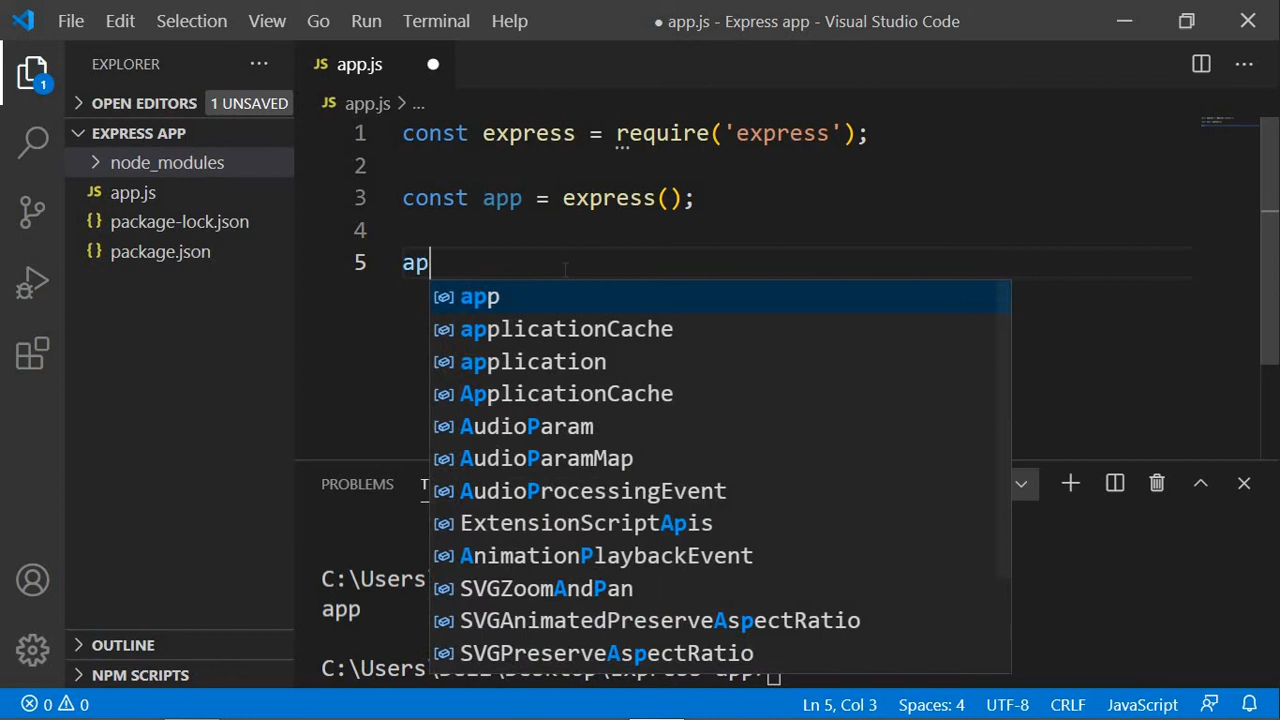 File Edit Selection View Go Run Terminal Help ● app.js - Express app - Visual Studio Code
EXPLORER
JS app.js
1
OPEN EDITORS 1 UNSAVED
JS app.js > ...
EXPRESS APP
node_modules
JS app.js
{} package-lock.json
{} package.json
1 const express = require('express');
2
3 const app = express();
4
5 ap
app
applicationCache
application
ApplicationCache
AudioParam
AudioParamMap
AudioProcessingEvent
ExtensionScriptApis
AnimationPlaybackEvent
SVGZoomAndPan
SVGAnimatedPreserveAspectRatio
SVGPreserveAspectRatio
PROBLEMS
C:\Users
app
OUTLINE
NPM SCRIPTS
0 0 Ln 5, Col 3 Spaces: 4 UTF-8 CRLF JavaScript